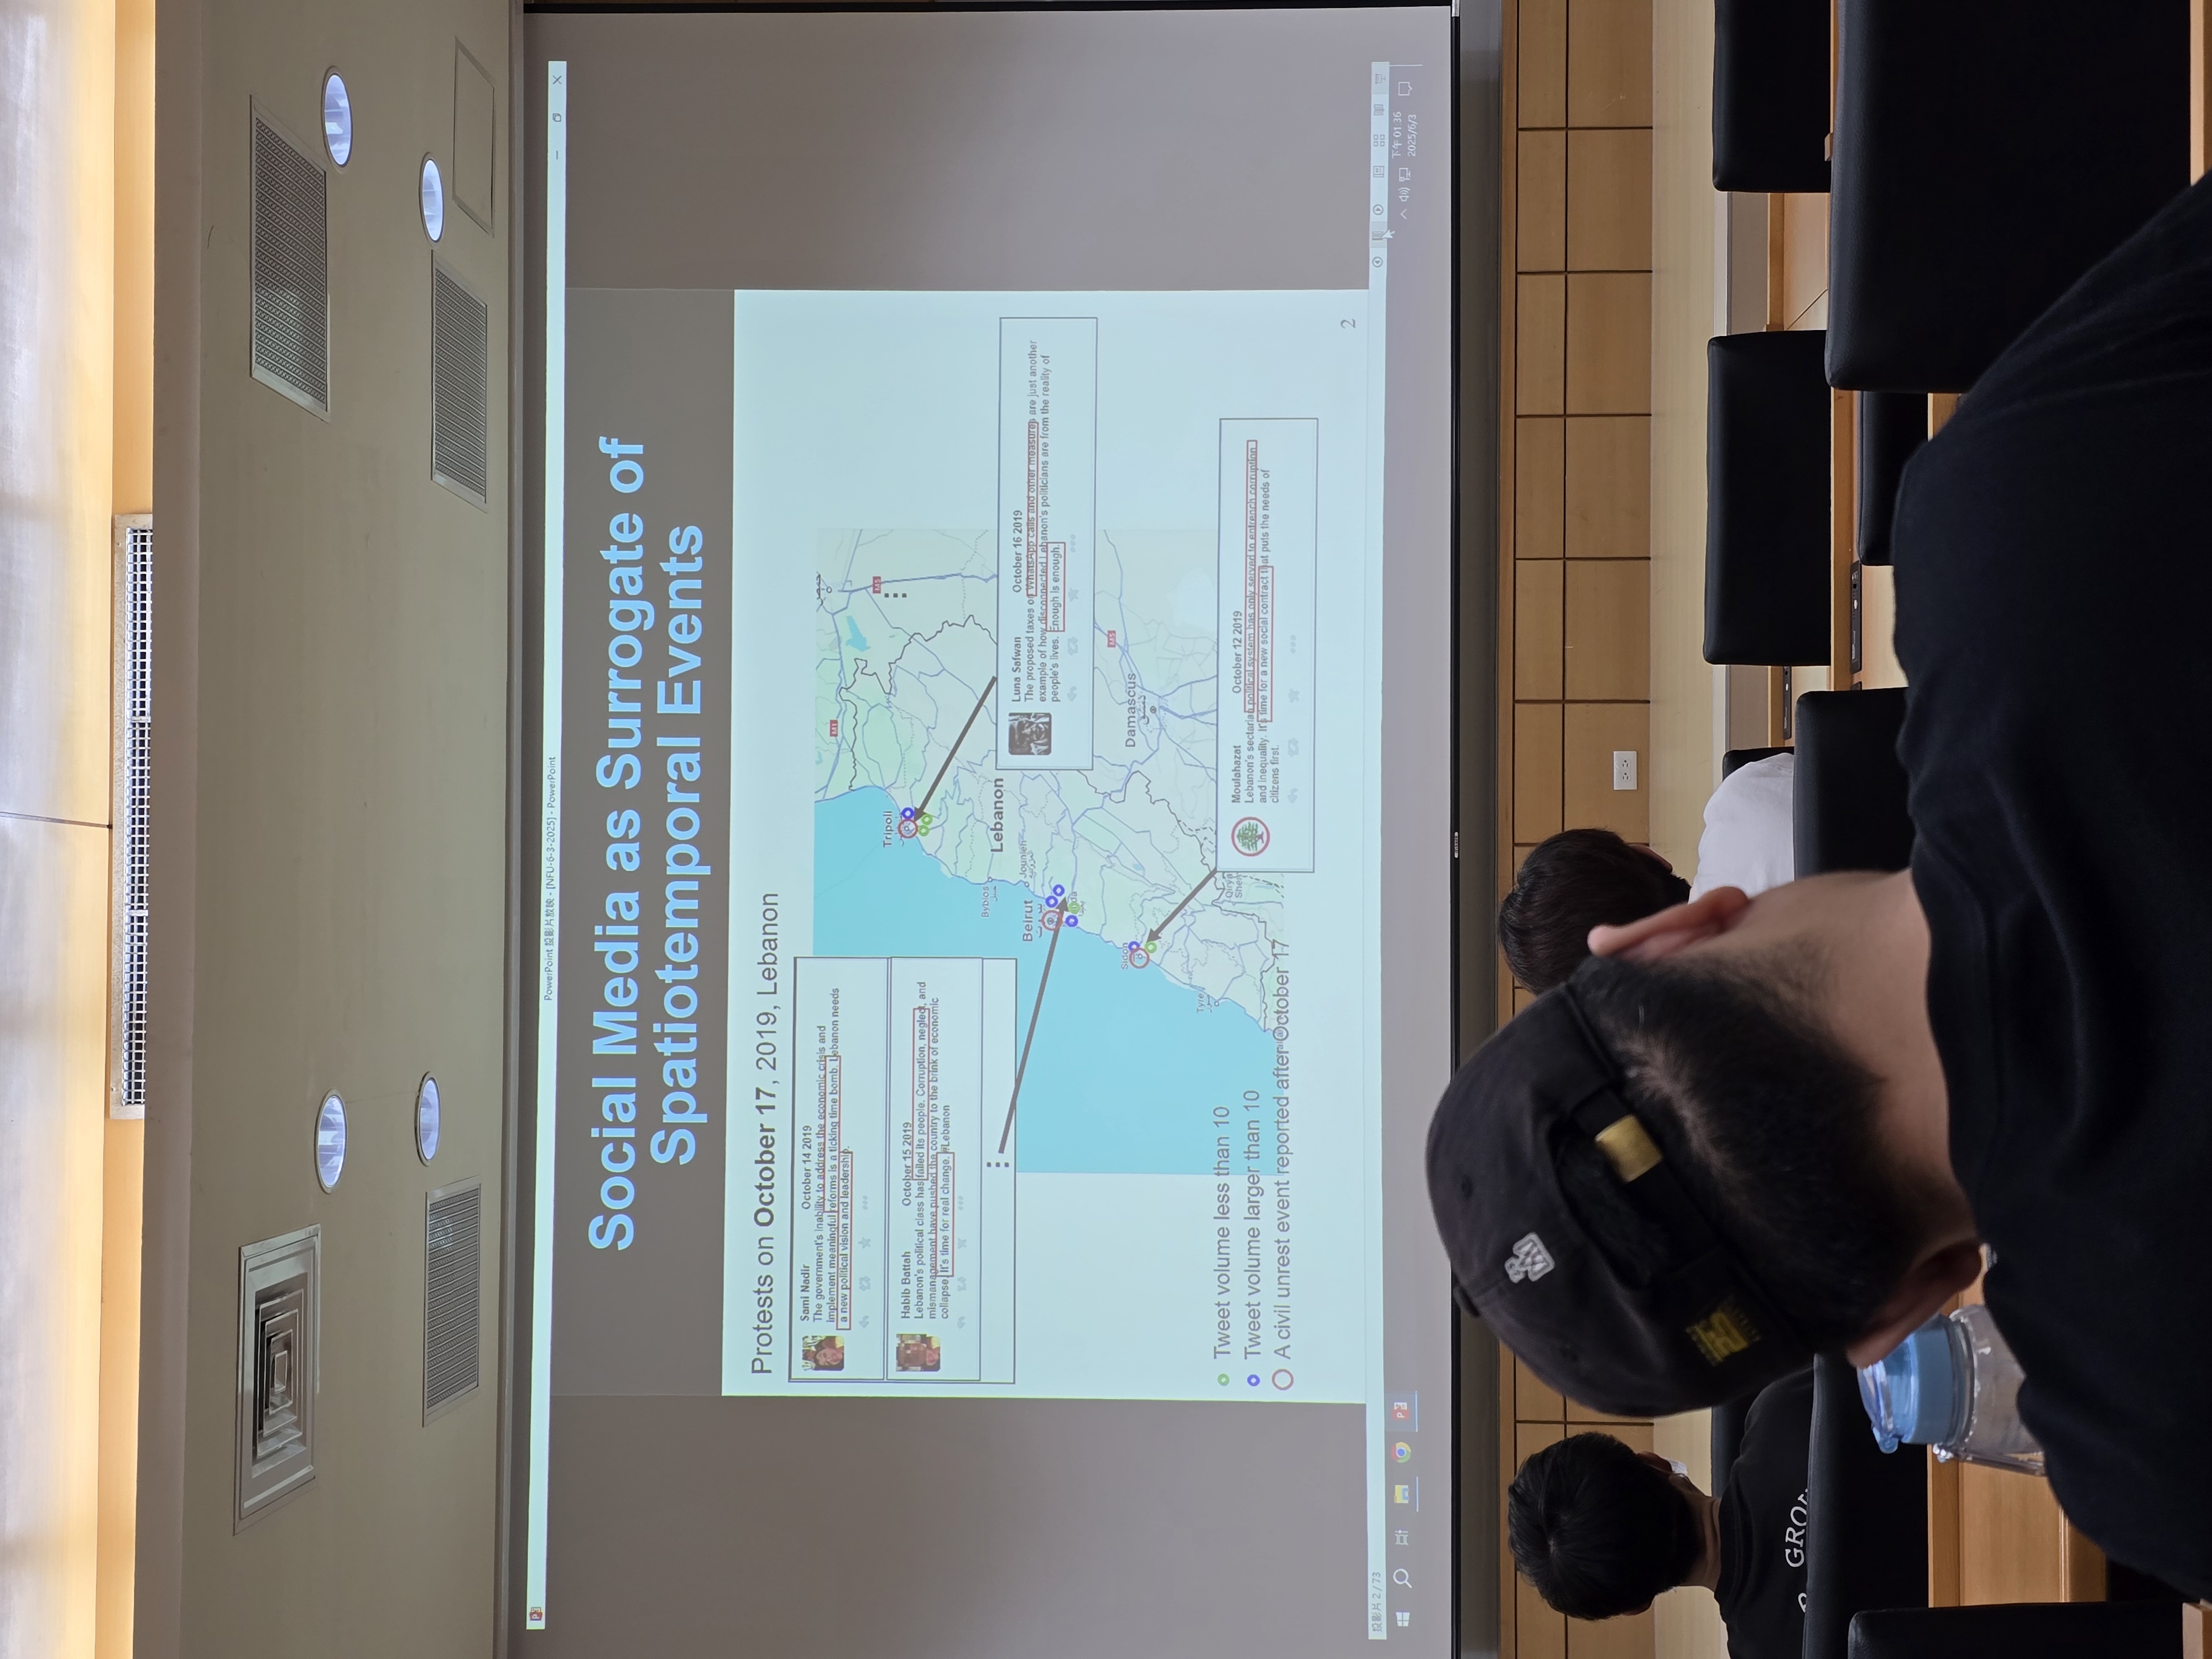 PowerPoint 投影片放映 - [NFU-6-3-2025] - PowerPoint
Social Media as Surrogate of
Spatiotemporal Events
Protests on October 17, 2019, Lebanon
Sami Nadir October 14 2019
The government's inability to address the economic crisis and
implement meaningful reforms is a ticking time bomb. Lebanon needs
a new political vision and leadership.
Habib Battah October 15 2019
Lebanon's political class has failed its people. Corruption, neglect, and
mismanagement have pushed the country to the brink of economic
collapse. It's time for real change. #Lebanon
M1
M5
Tripoli
Byblos
Lebanon
Beirut
Jounieh
Luna Safwan October 16 2019
The proposed taxes on WhatsApp calls and other measures are just another
example of how disconnected Lebanon's politicians are from the reality of
people's lives. Enough is enough.
M5
Sidon
Damascus
دمشق
Tyre
صور
Moulahazat October 12 2019
Lebanon's sectarian political system has only served to entrench corruption
and inequality. It's time for a new social contract that puts the needs of
citizens first.
Tweet volume less than 10
Tweet volume larger than 10
A civil unrest event reported after October 17
2
投影片 2 / 73
下午 01:36
2025/6/3